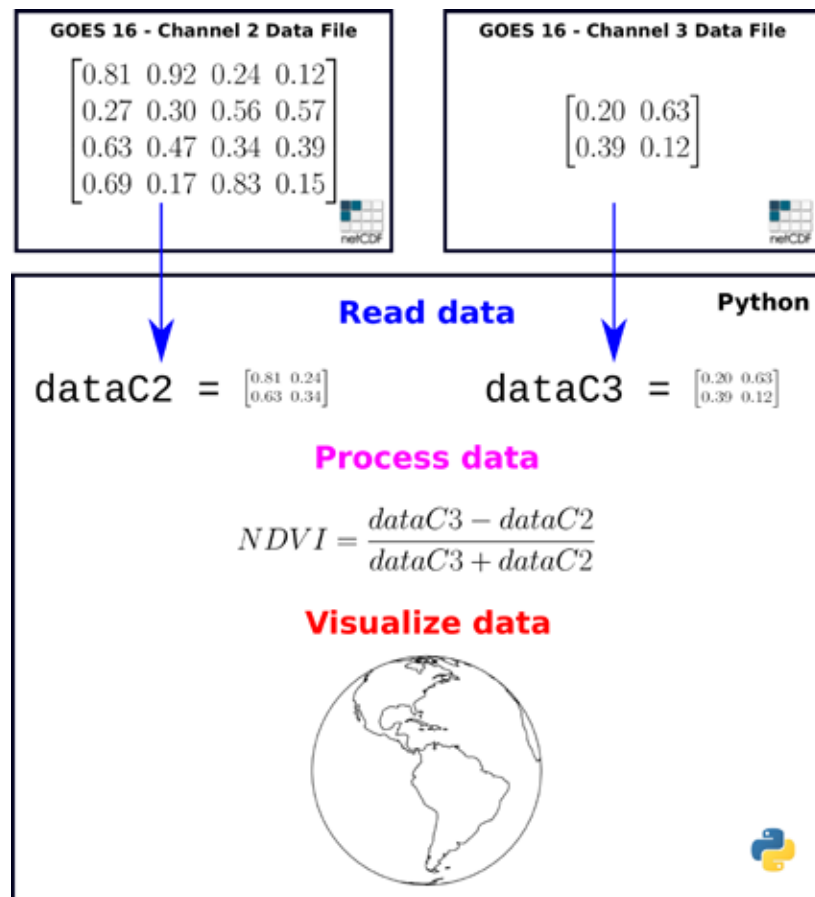 GOES 16 - Channel 2 Data File
0.81 0.92 0.24 0.12
0.27 0.30 0.56 0.57
0.63 0.47 0.34 0.39
0.69 0.17 0.83 0.15
netCDF
GOES 16 - Channel 3 Data File
0.20 0.63
0.39 0.12
netCDF
Python
Read data
dataC2 = [0.81 0.24
0.63 0.34]
dataC3 = [0.20 0.63
0.39 0.12]
Process data
NDVI = dataC3 − dataC2
dataC3 + dataC2
Visualize data